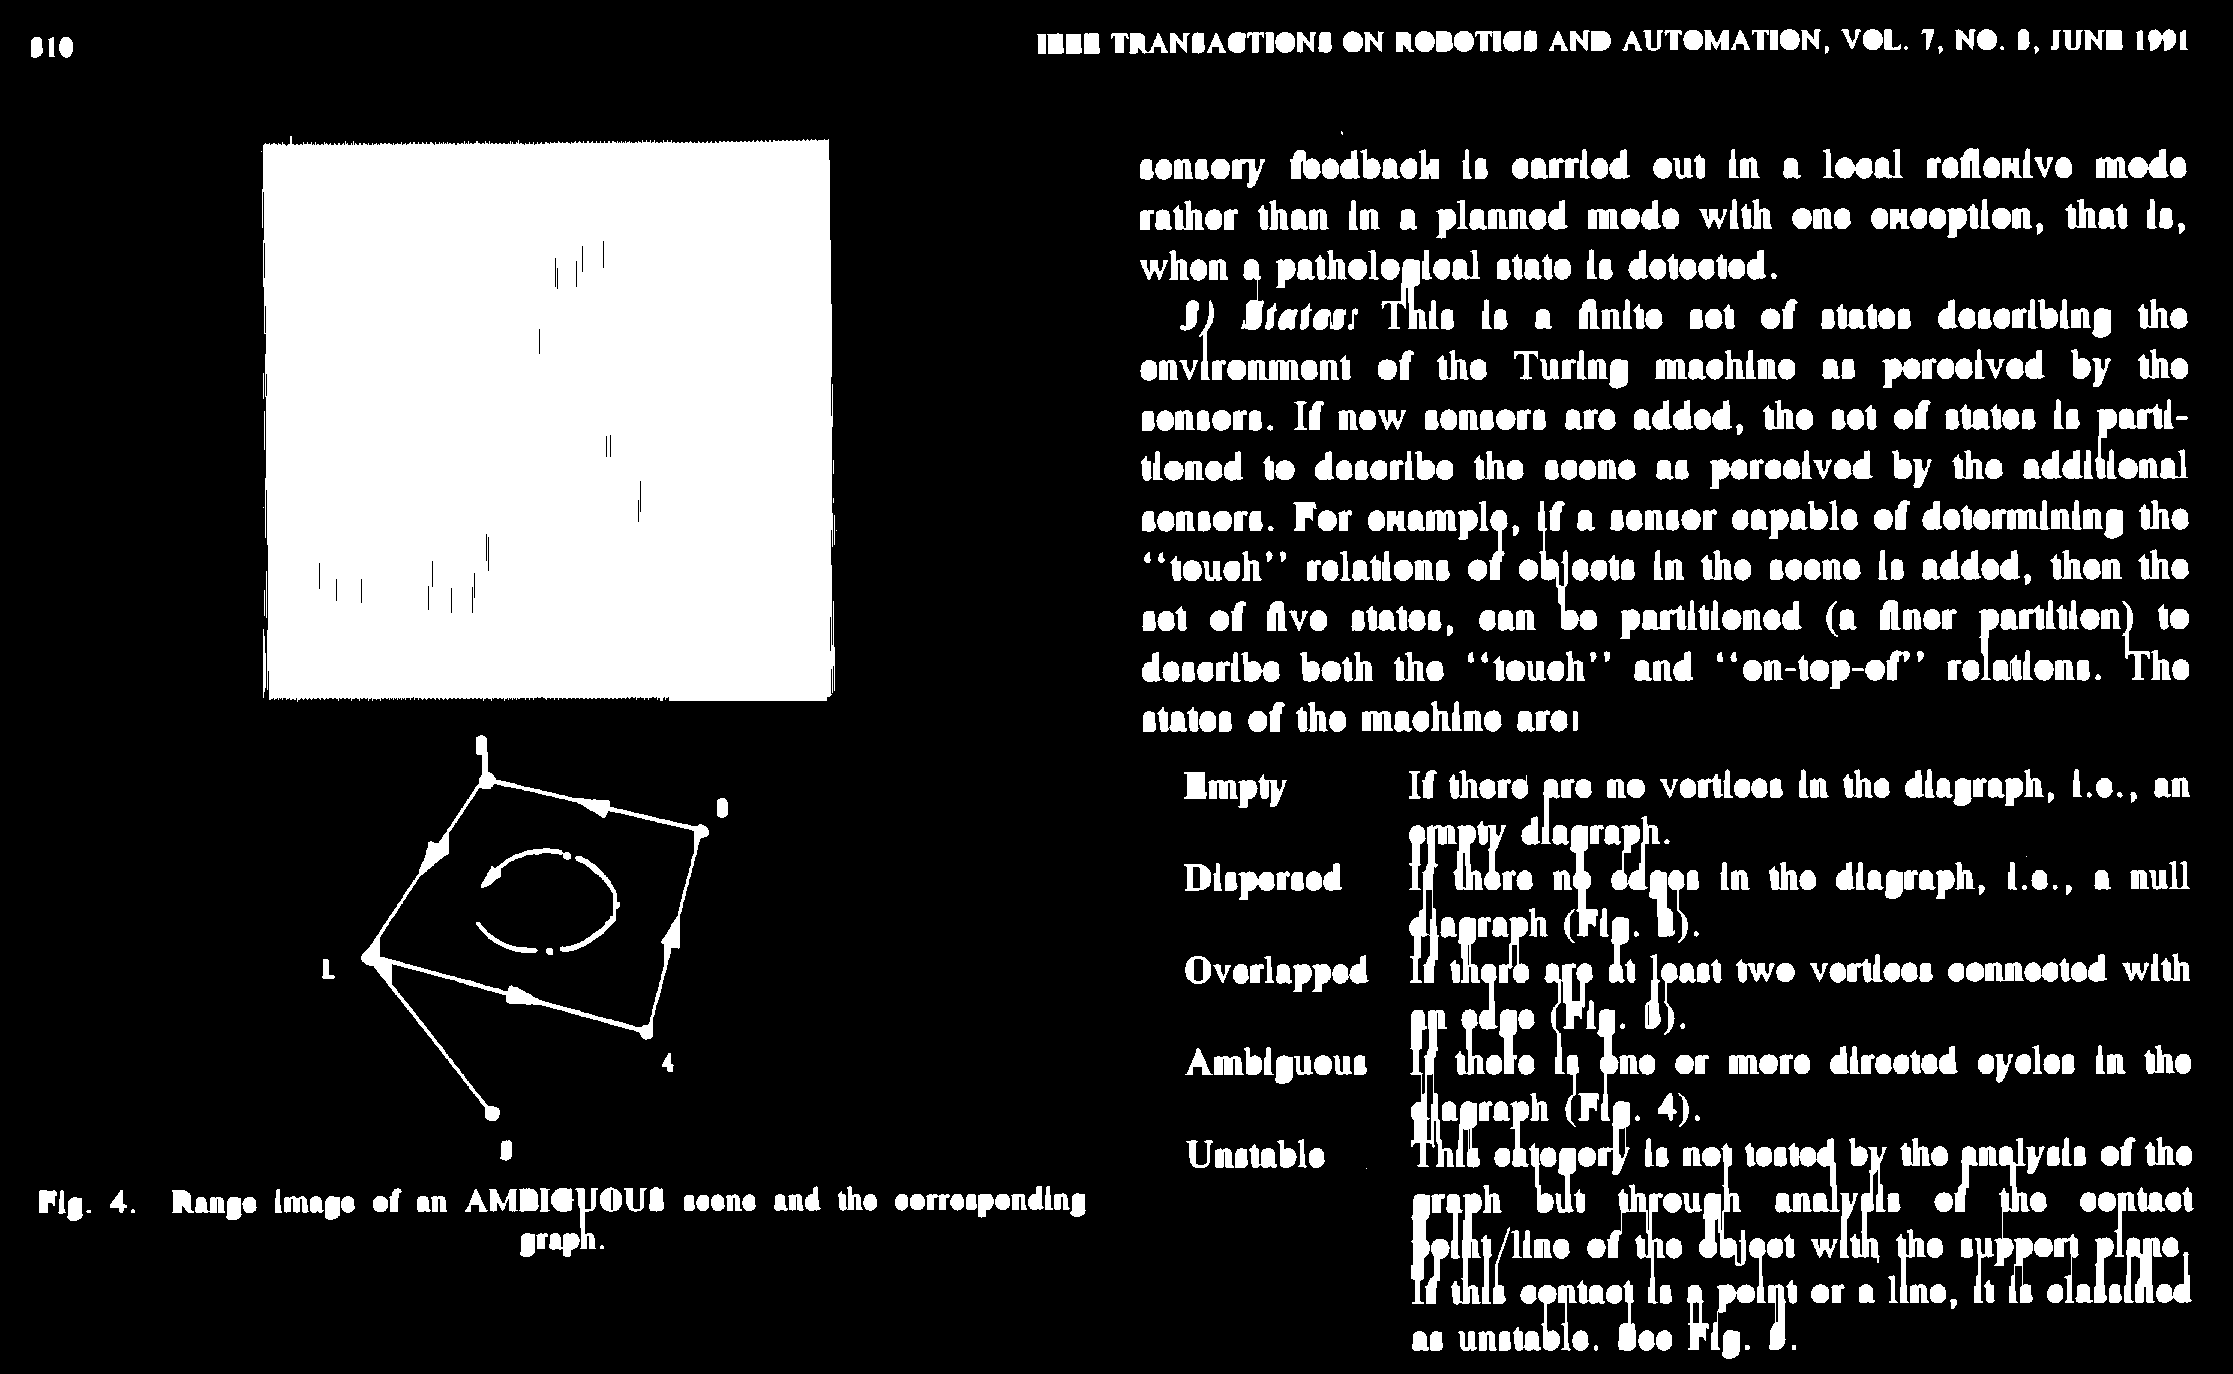 310
IEEE TRANSACTIONS ON ROBOTICS AND AUTOMATION, VOL. 7, NO. 3, JUNE 1991
4
Fig. 4. Range image of an AMBIGUOUS scene and the corresponding
graph.
sensory feedback is carried out in a local reflexive mode
rather than in a planned mode with one exception, that is,
when a pathological state is detected.
States: This is a finite set of states describing the
environment of the Turing machine as perceived by the
sensors. If new sensors are added, the set of states is parti-
tioned to describe the scene as perceived by the additional
sensors. For example, if a sensor capable of determining the
“touch” relations of objects in the scene is added, then the
set of five states, can be partitioned (a finer partition) to
describe both the “touch” and “on-top-of” relations. The
states of the machine are:
Empty If there are no vertices in the diagraph, i.e., an
empty diagraph.
Dispersed If there no edges in the diagraph, i.e., a null
diagraph (Fig. ).
Overlapped If there are at least two vertices connected with
an edge (Fig. ).
Ambiguous If there is one or more directed cycles in the
diagraph (Fig. 4).
Unstable This category is not tested by the analysis of the
graph but through analysis of the contact
point/line of the object with the support plane.
If this contact is a point or a line, it is classified
as unstable. See Fig. .